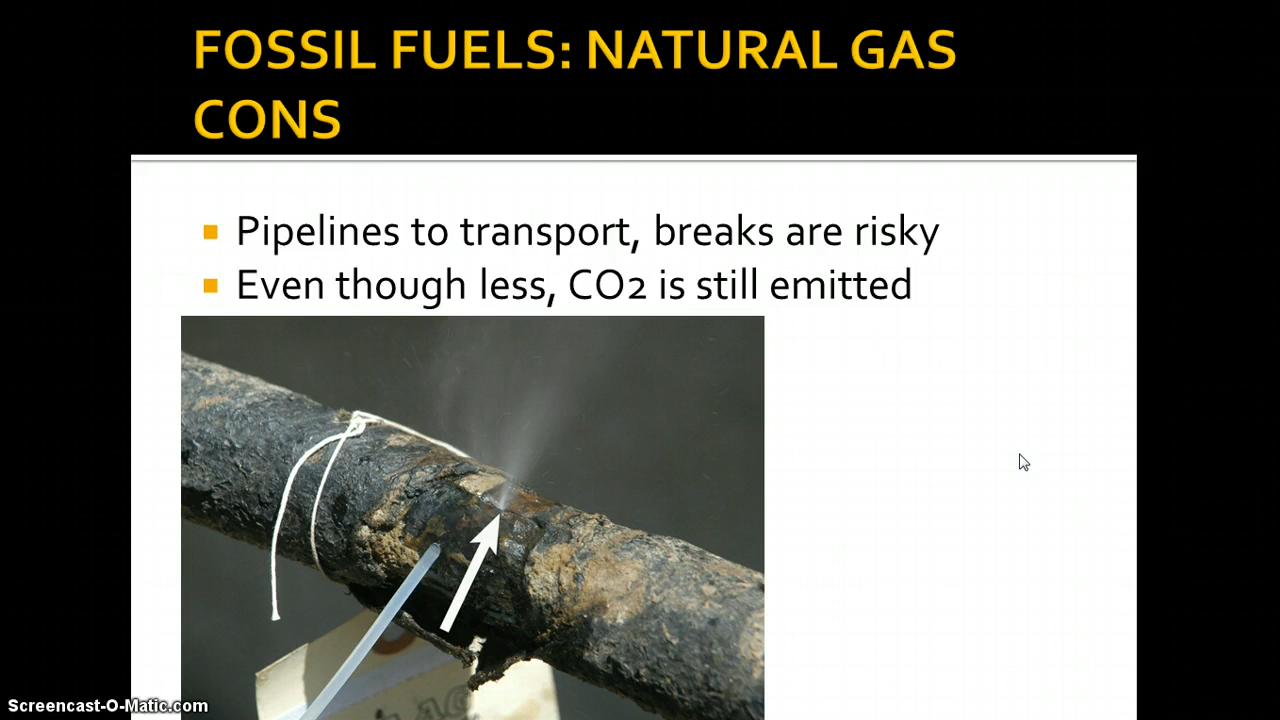 FOSSIL FUELS: NATURAL GAS
CONS
Pipelines to transport, breaks are risky
Even though less, CO2 is still emitted
Screencast-O-Matic.com